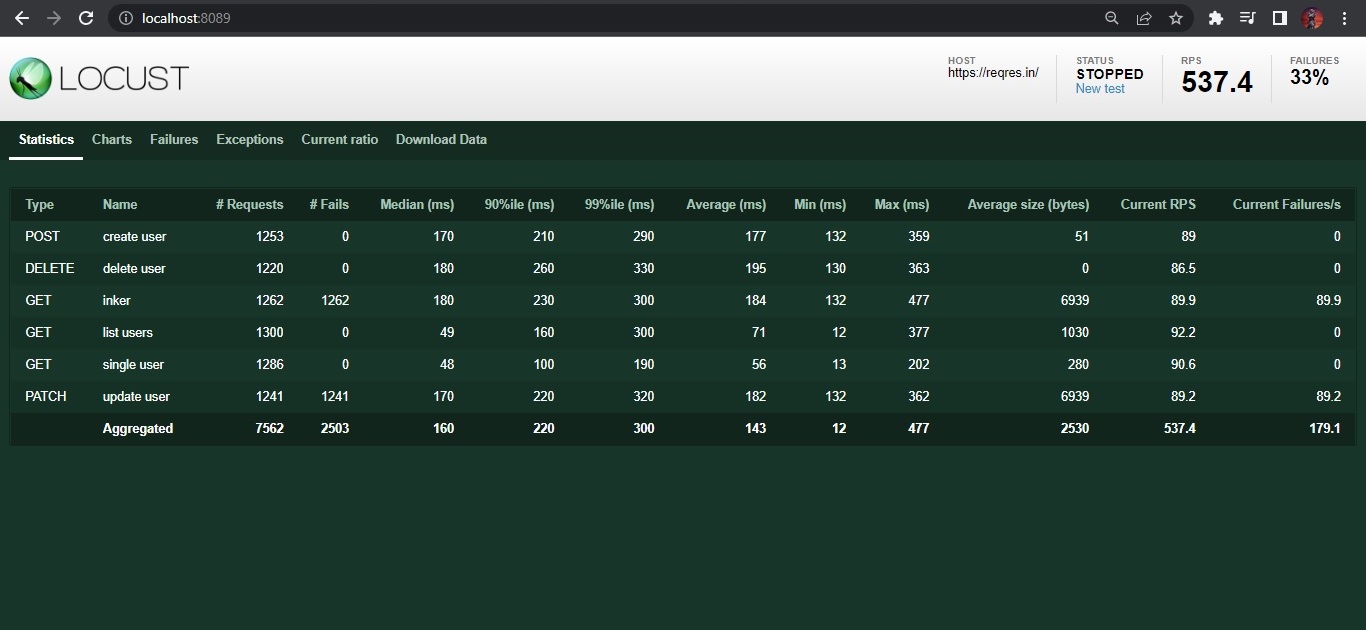 localhost:8089
LOCUST
HOST
https://reqres.in/
STATUS
STOPPED
New test
RPS
537.4
FAILURES
33%
Statistics Charts Failures Exceptions Current ratio Download Data
Type Name # Requests # Fails Median (ms) 90%ile (ms) 99%ile (ms) Average (ms) Min (ms) Max (ms) Average size (bytes) Current RPS Current Failures/s
POST create user 1253 0 170 210 290 177 132 359 51 89 0
DELETE delete user 1220 0 180 260 330 195 130 363 0 86.5 0
GET inker 1262 1262 180 230 300 184 132 477 6939 89.9 89.9
GET list users 1300 0 49 160 300 71 12 377 1030 92.2 0
GET single user 1286 0 48 100 190 56 13 202 280 90.6 0
PATCH update user 1241 1241 170 220 320 182 132 362 6939 89.2 89.2
Aggregated 7562 2503 160 220 300 143 12 477 2530 537.4 179.1